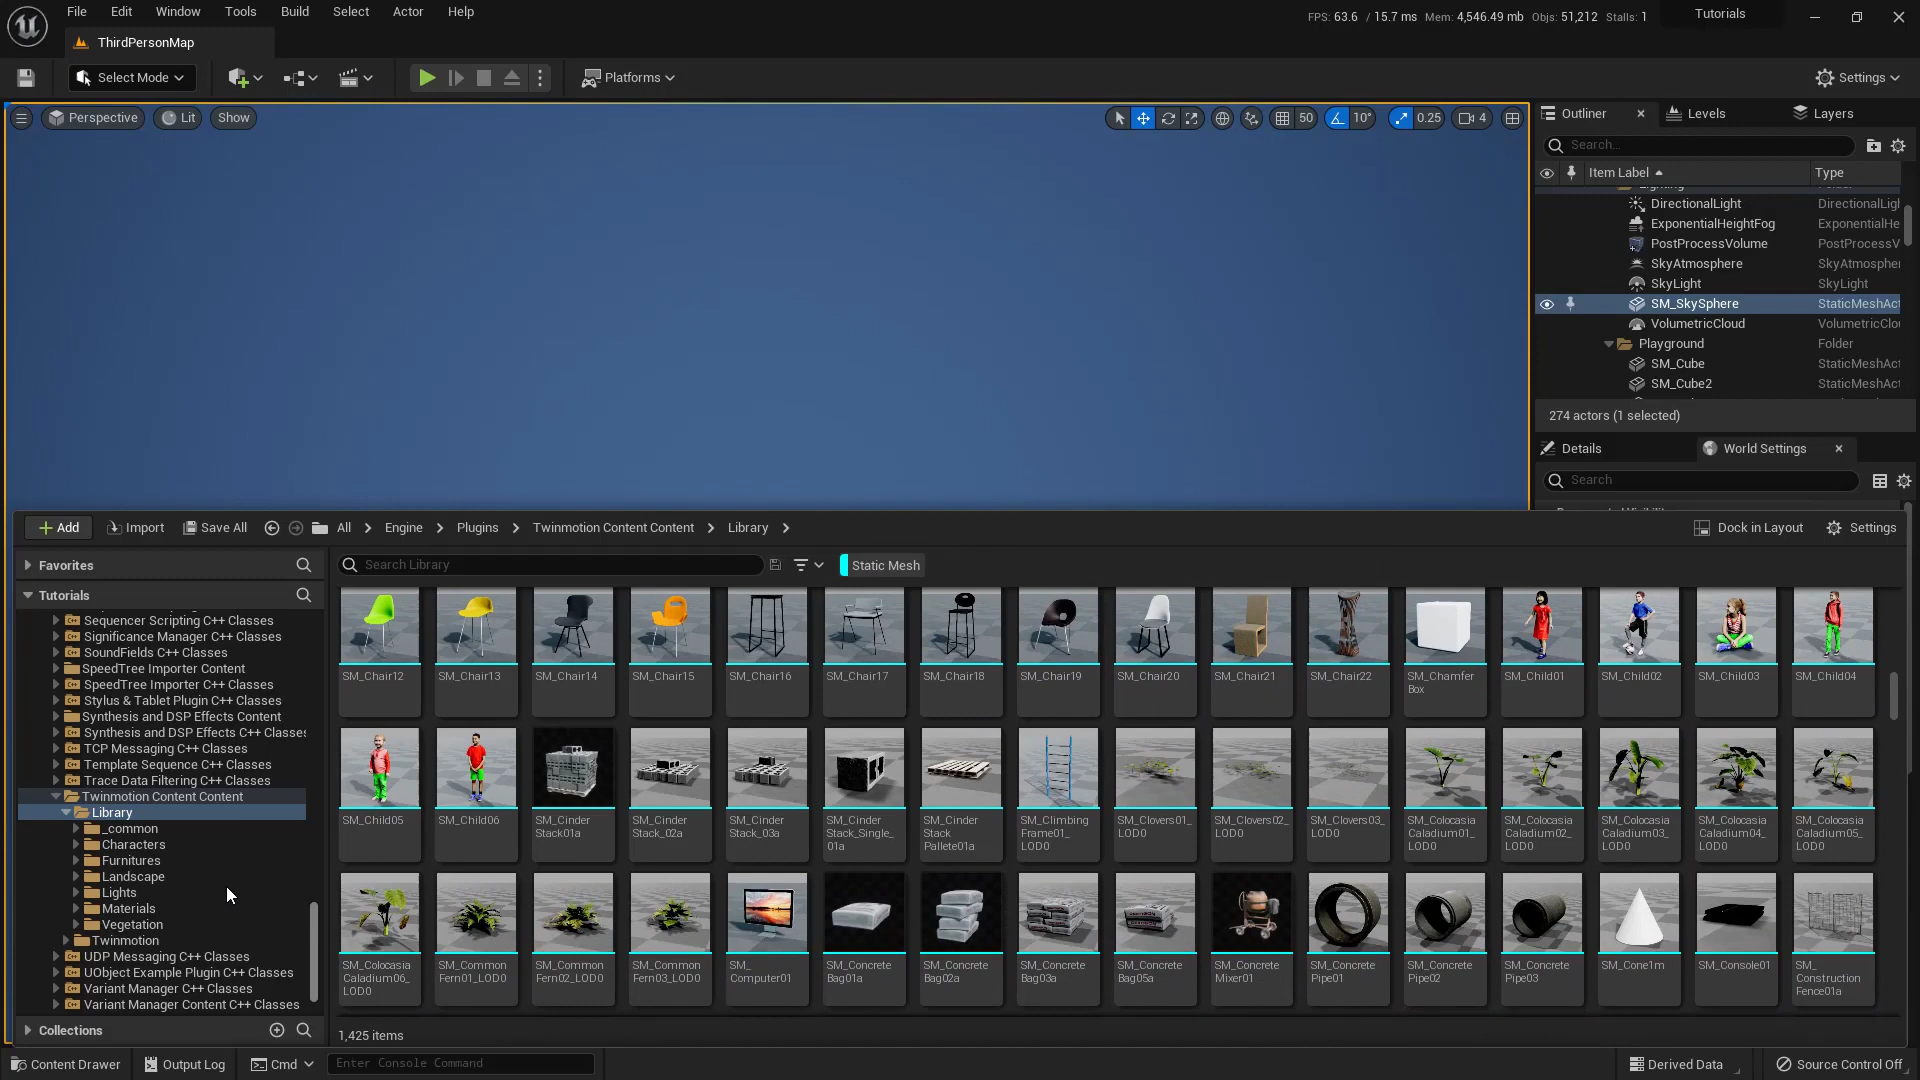 File Edit Window Tools Build Select Actor Help
FPS: 63.6 / 15.7 ms Mem: 4,546.49 mb Objs: 51,212 Stalls: 1
Tutorials
ThirdPersonMap
Select Mode
Platforms
Settings
Perspective
Lit
Show
50
10°
0.25
4
Outliner
Levels
Layers
Search...
Item Label
Type
DirectionalLight DirectionalLigh
ExponentialHeightFog ExponentialHe
PostProcessVolume PostProcessV
SkyAtmosphere SkyAtmospher
SkyLight SkyLight
SM_SkySphere StaticMeshAct
VolumetricCloud VolumetricClou
Playground Folder
SM_Cube StaticMeshAct
SM_Cube2 StaticMeshAct
274 actors (1 selected)
Details
World Settings
Search
Add
Import
Save All
All
Engine
Plugins
Twinmotion Content Content
Library
Dock in Layout
Settings
Favorites
Tutorials
Sequencer Scripting C++ Classes
Significance Manager C++ Classes
SoundFields C++ Classes
SpeedTree Importer Content
SpeedTree Importer C++ Classes
Stylus & Tablet Plugin C++ Classes
Synthesis and DSP Effects Content
Synthesis and DSP Effects C++ Classes
TCP Messaging C++ Classes
Template Sequence C++ Classes
Trace Data Filtering C++ Classes
Twinmotion Content Content
Library
_common
Characters
Furnitures
Landscape
Lights
Materials
Vegetation
Twinmotion
UDP Messaging C++ Classes
UObject Example Plugin C++ Classes
Variant Manager C++ Classes
Variant Manager Content C++ Classes
Collections
Search Library
Static Mesh
SM_Chair12
SM_Chair13
SM_Chair14
SM_Chair15
SM_Chair16
SM_Chair17
SM_Chair18
SM_Chair19
SM_Chair20
SM_Chair21
SM_Chair22
SM_Chamfer
Box
SM_Child01
SM_Child02
SM_Child03
SM_Child04
SM_Child05
SM_Child06
SM_Cinder
Stack01a
SM_Cinder
Stack_02a
SM_Cinder
Stack_03a
SM_Cinder
Stack_Single_
01a
SM_Cinder
Stack
Pallete01a
SM_Climbing
Frame01_
LOD0
SM_Clovers01_
LOD0
SM_Clovers02_
LOD0
SM_Clovers03_
LOD0
SM_Colocasia
Caladium01_
LOD0
SM_Colocasia
Caladium02_
LOD0
SM_Colocasia
Caladium03_
LOD0
SM_Colocasia
Caladium04_
LOD0
SM_Colocasia
Caladium05_
LOD0
SM_Colocasia
Caladium06_
LOD0
SM_Common
Fern01_LOD0
SM_Common
Fern02_LOD0
SM_Common
Fern03_LOD0
SM_
Computer01
SM_Concrete
Bag01a
SM_Concrete
Bag02a
SM_Concrete
Bag03a
SM_Concrete
Bag05a
SM_Concrete
Mixer01
SM_Concrete
Pipe01
SM_Concrete
Pipe02
SM_Concrete
Pipe03
SM_Cone1m
SM_Console01
SM_
Construction
Fence01a
1,425 items
Content Drawer
Output Log
Cmd
Enter Console Command
Derived Data
Source Control Off